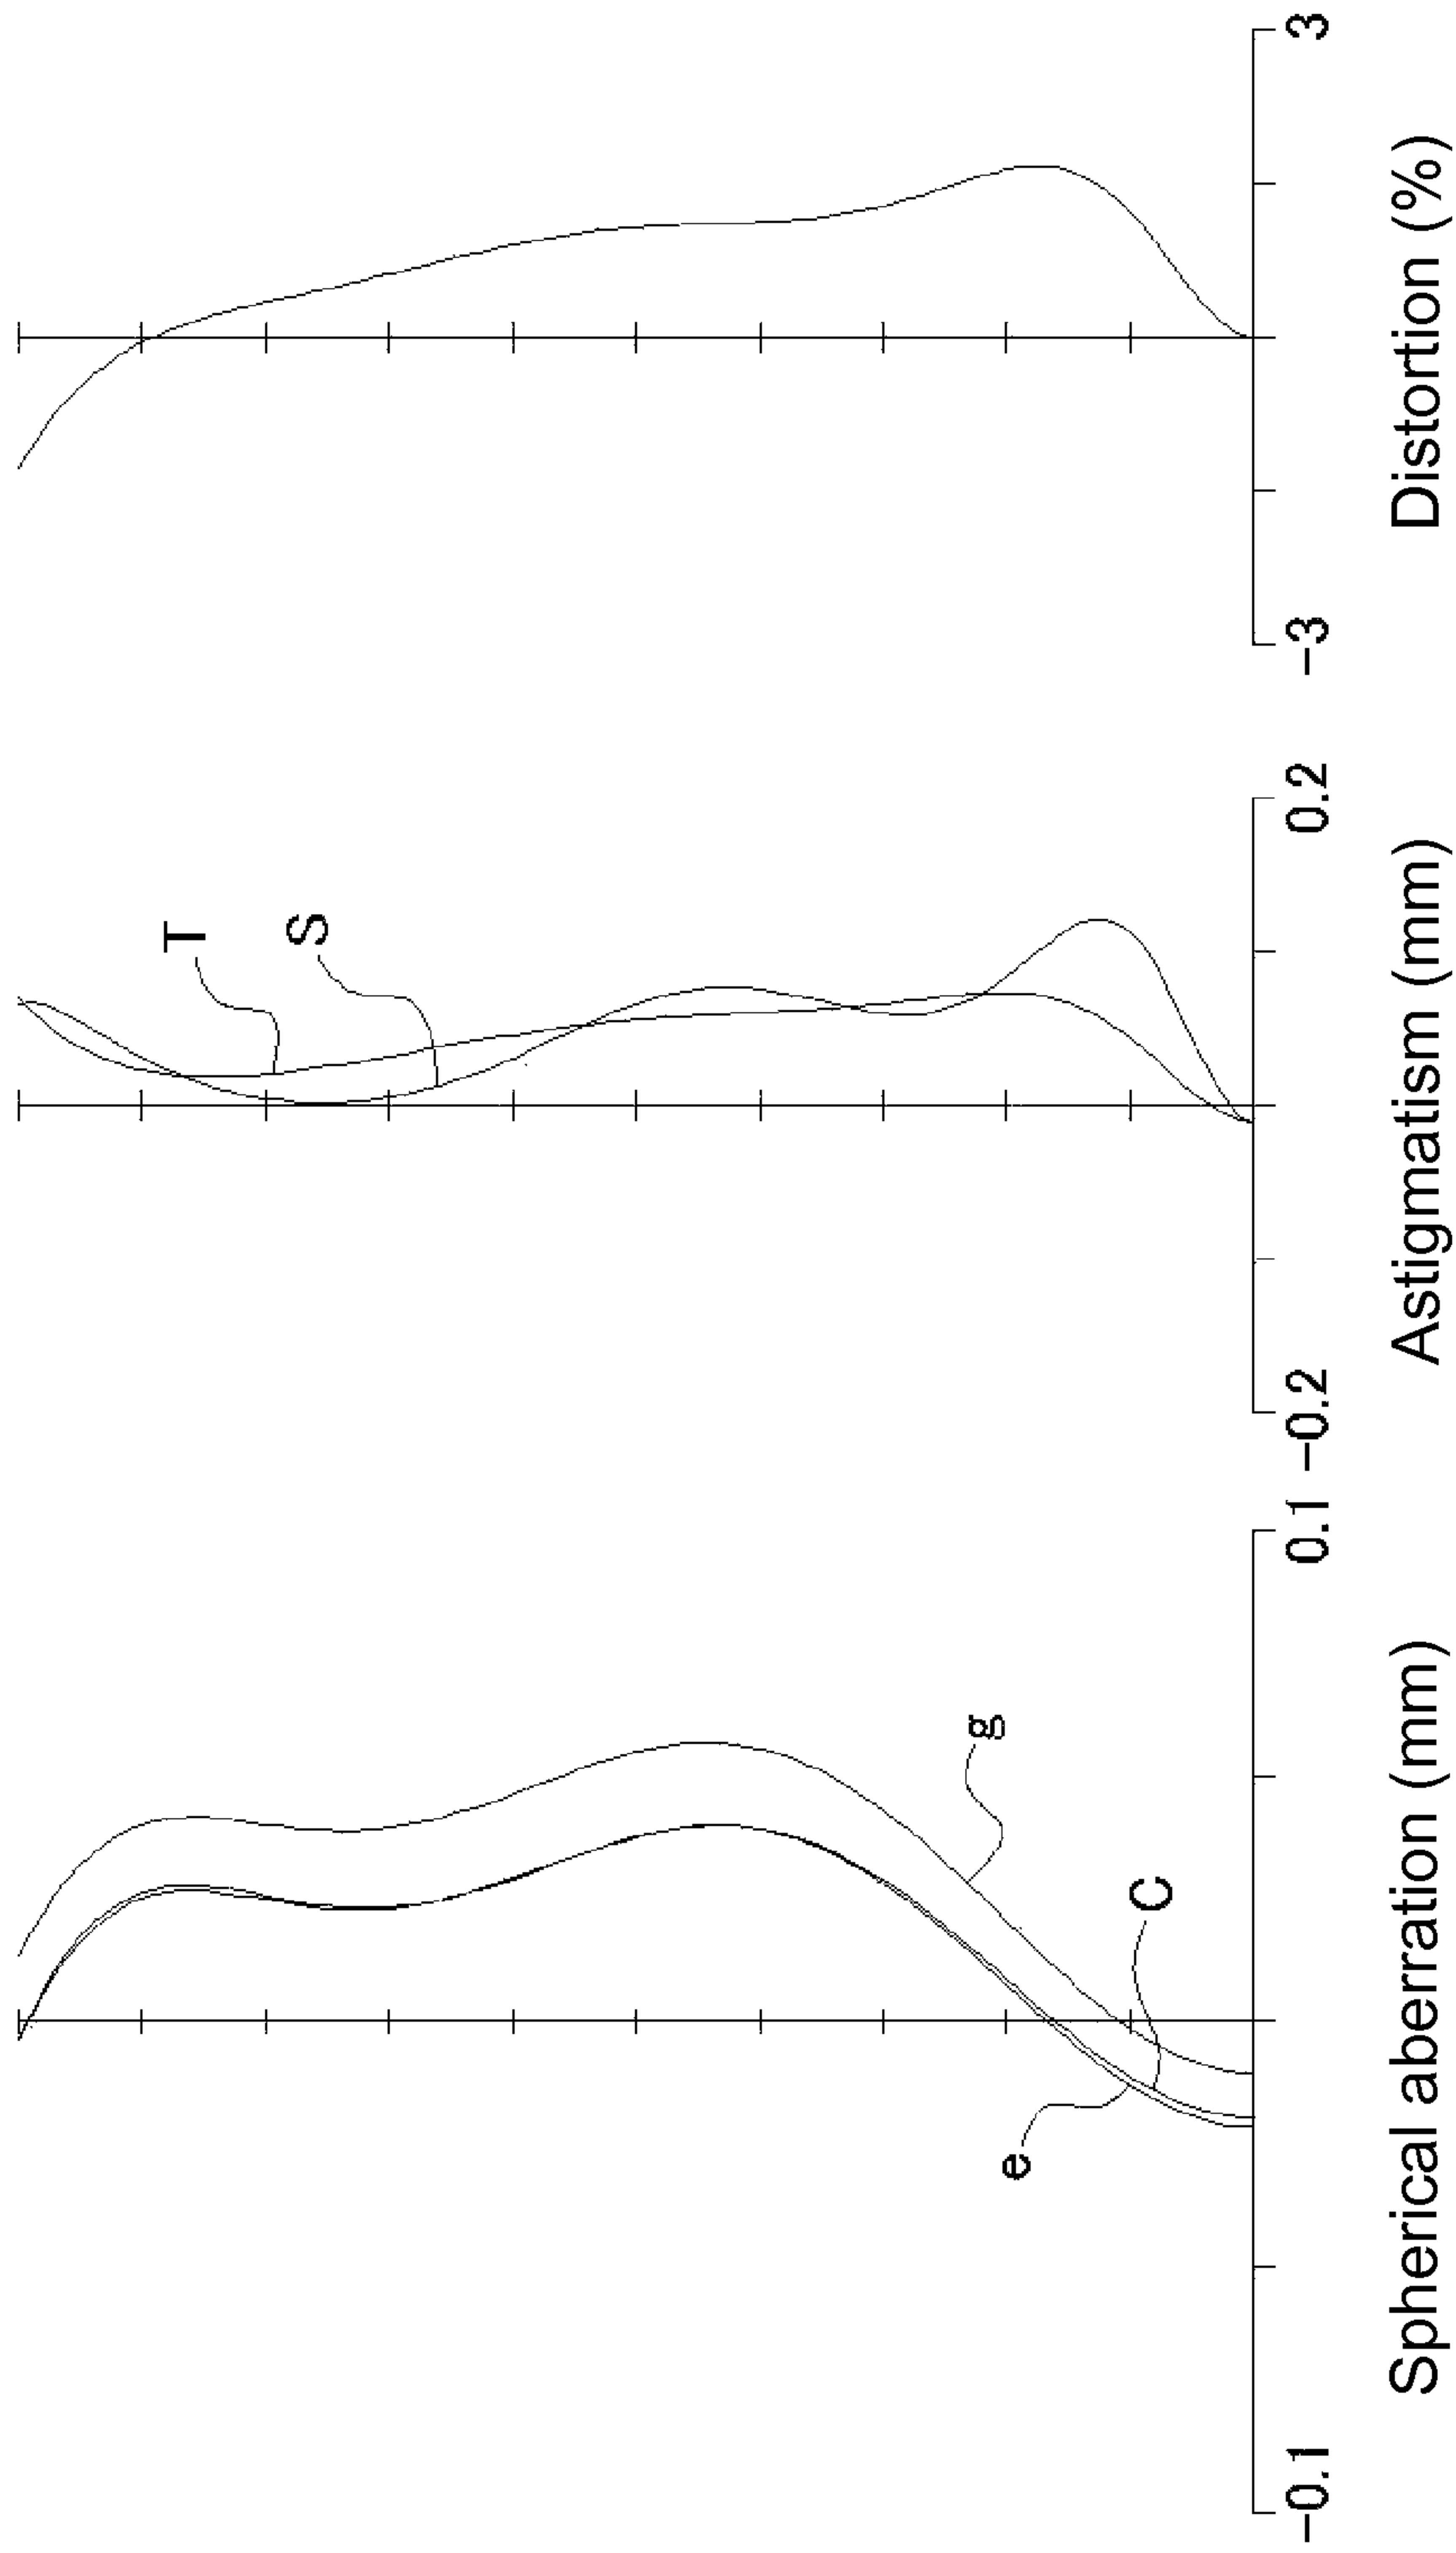 g
C
e
-0.1
0.1
Spherical aberration (mm)
T
S
-0.2
0.2
Astigmatism (mm)
-3
3
Distortion (%)